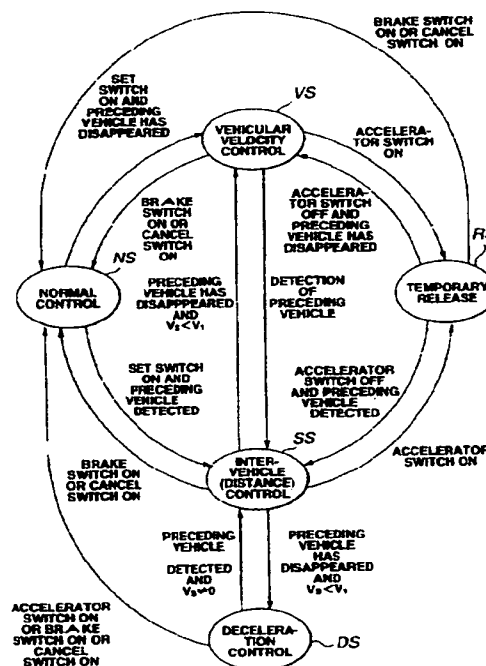 BRAKE SWITCH
ON OR CANCEL
SWITCH ON
SET
SWITCH
ON AND
PRECEDING
VEHICLE HAS
DISAPPEARED
VS
VEHICULAR
VELOCITY
CONTROL
ACCELERA-
TOR SWITCH
ON
BRAKE
SWITCH
ON OR
CANCEL
SWITCH
ON
ACCELERA-
TOR SWITCH
OFF AND
PRECEDING
VEHICLE HAS
DISAPPEARED
NS
NORMAL
CONTROL
TEMPORARY
RELEASE
PRECEDING
VEHICLE HAS
DISAPPEARED
AND
DETECTION
OF
PRECEDING
VEHICLE
SET SWITCH
ON AND
PRECEDING
VEHICLE
DETECTED
ACCELERATOR
SWITCH OFF
AND PRECEDING
VEHICLE
DETECTED
SS
BRAKE
SWITCH ON
OR CANCEL
SWITCH ON
INTER-
VEHICLE
(DISTANCE)
CONTROL
ACCELERATOR
SWITCH ON
PRECEDING
VEHICLE
DETECTED
AND
PRECEDING
VEHICLE
HAS
DISAPPEARED
AND
ACCELERATOR
SWITCH ON
OR BRAKE
SWITCH ON OR
CANCEL
SWITCH ON
DECELERA-
TION
CONTROL
DS